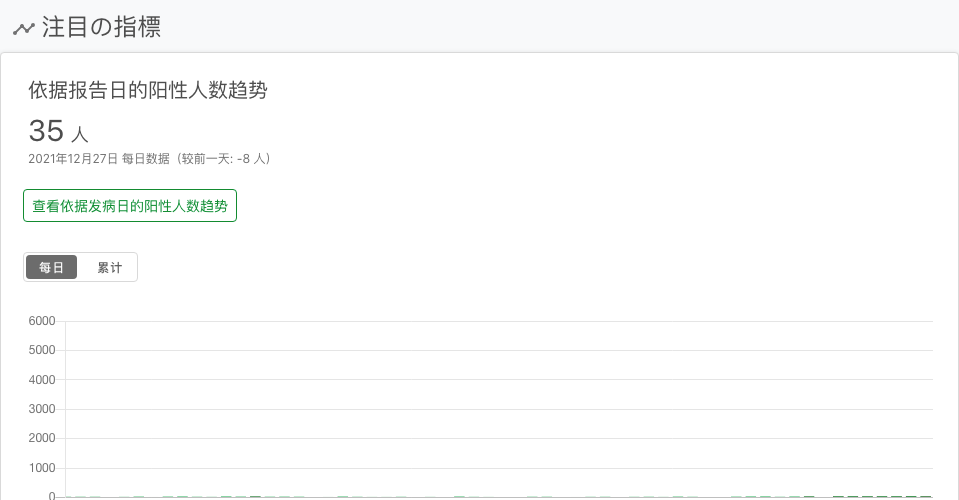 注目の指標
依据报告日的阳性人数趋势
35 人
2021年12月27日 每日数据（较前一天: -8 人）
查看依据发病日的阳性人数趋势
每日 累计
6000
5000
4000
3000
2000
1000
0